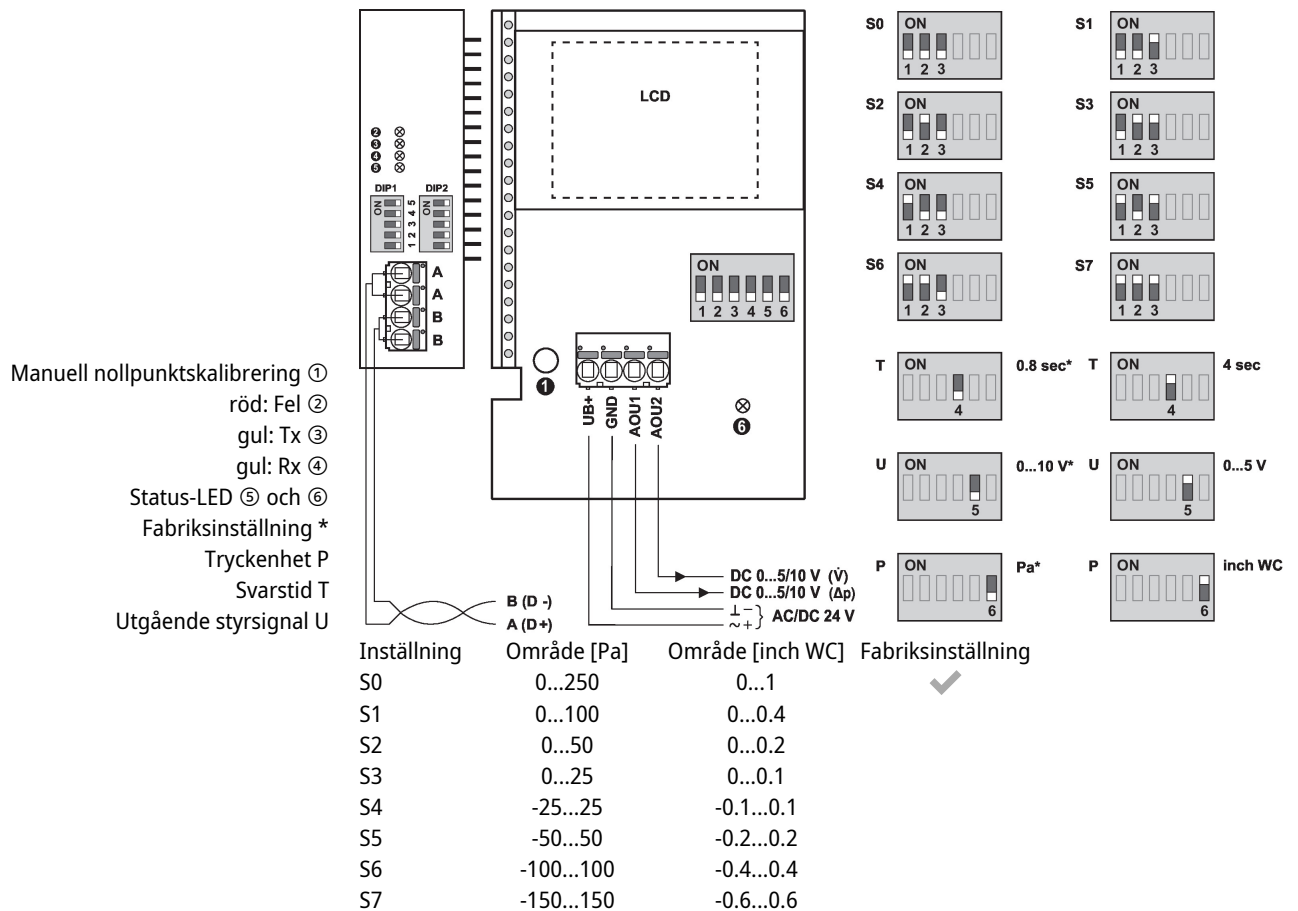 S0 ON
1 2 3
S1 ON
1 2 3
LCD
S2 ON
1 2 3
S3 ON
1 2 3
②
③
④
⑤
DIP1 DIP2
ON ON
1 2 3 4 5
S4 ON
1 2 3
S5 ON
1 2 3
A
A
B
B
ON
1 2 3 4 5 6
S6 ON
1 2 3
S7 ON
1 2 3
①
UB+
GND
AOU1
AOU2
⑥
T ON 0.8 sec*
4
T ON 4 sec
4
U ON 0...10 V*
5
U ON 0...5 V
5
P ON Pa*
6
P ON inch WC
6
Manuell nollpunktskalibrering ①
röd: Fel ②
gul: Tx ③
gul: Rx ④
Status-LED ⑤ och ⑥
Fabriksinställning *
Tryckenhet P
Svarstid T
Utgående styrsignal U
DC 0...5/10 V (V̇)
DC 0...5/10 V (Δp)
⊥ −
~ + } AC/DC 24 V
B (D -)
A (D+)
Inställning Område [Pa] Område [inch WC] Fabriksinställning
S0 0...250 0...1 ✔
S1 0...100 0...0.4
S2 0...50 0...0.2
S3 0...25 0...0.1
S4 -25...25 -0.1...0.1
S5 -50...50 -0.2...0.2
S6 -100...100 -0.4...0.4
S7 -150...150 -0.6...0.6